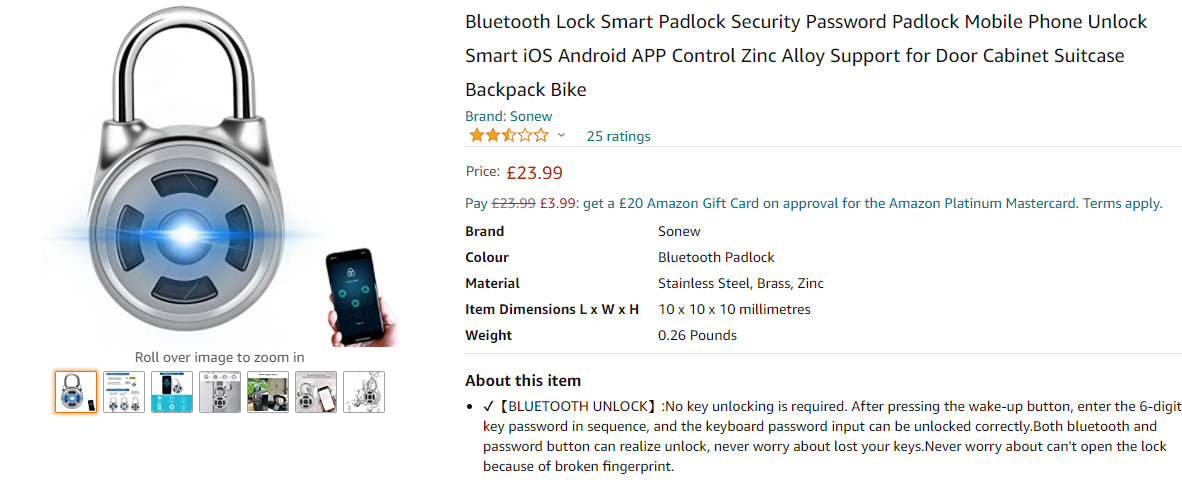 Bluetooth Lock Smart Padlock Security Password Padlock Mobile Phone Unlock
Smart iOS Android APP Control Zinc Alloy Support for Door Cabinet Suitcase
Backpack Bike
Brand: Sonew
25 ratings
Price: £23.99
Pay £23.99 £3.99: get a £20 Amazon Gift Card on approval for the Amazon Platinum Mastercard. Terms apply.
Brand Sonew
Colour Bluetooth Padlock
Material Stainless Steel, Brass, Zinc
Item Dimensions L x W x H 10 x 10 x 10 millimetres
Weight 0.26 Pounds
Roll over image to zoom in
About this item
• ✓【BLUETOOTH UNLOCK】:No key unlocking is required. After pressing the wake-up button, enter the 6-digit
key password in sequence, and the keyboard password input can be unlocked correctly.Both bluetooth and
password button can realize unlock, never worry about lost your keys.Never worry about can't open the lock
because of broken fingerprint.